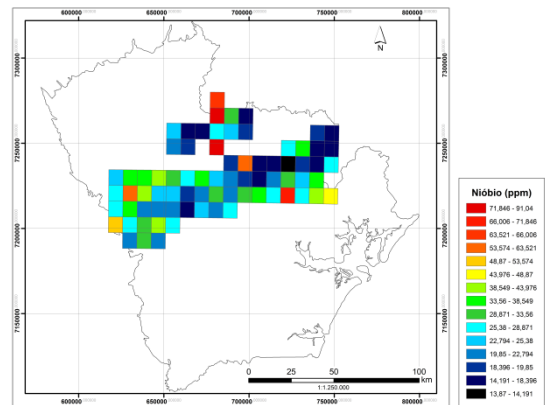 600000 650000 700000 750000 800000
7300000 7300000
7250000 7250000
7200000 7200000
7150000 7150000
N
0 50 100
km
1:1.250.000
600000 650000 700000 750000 800000
Nióbio (ppm)
71,846 - 91,04
66,006 - 71,846
63,521 - 66,006
53,574 - 63,521
48,87 - 53,574
43,976 - 48,87
38,549 - 43,976
33,56 - 38,549
28,871 - 33,56
25,38 - 28,871
22,794 - 25,38
19,85 - 22,794
18,396 - 19,85
14,191 - 18,396
13,87 - 14,191